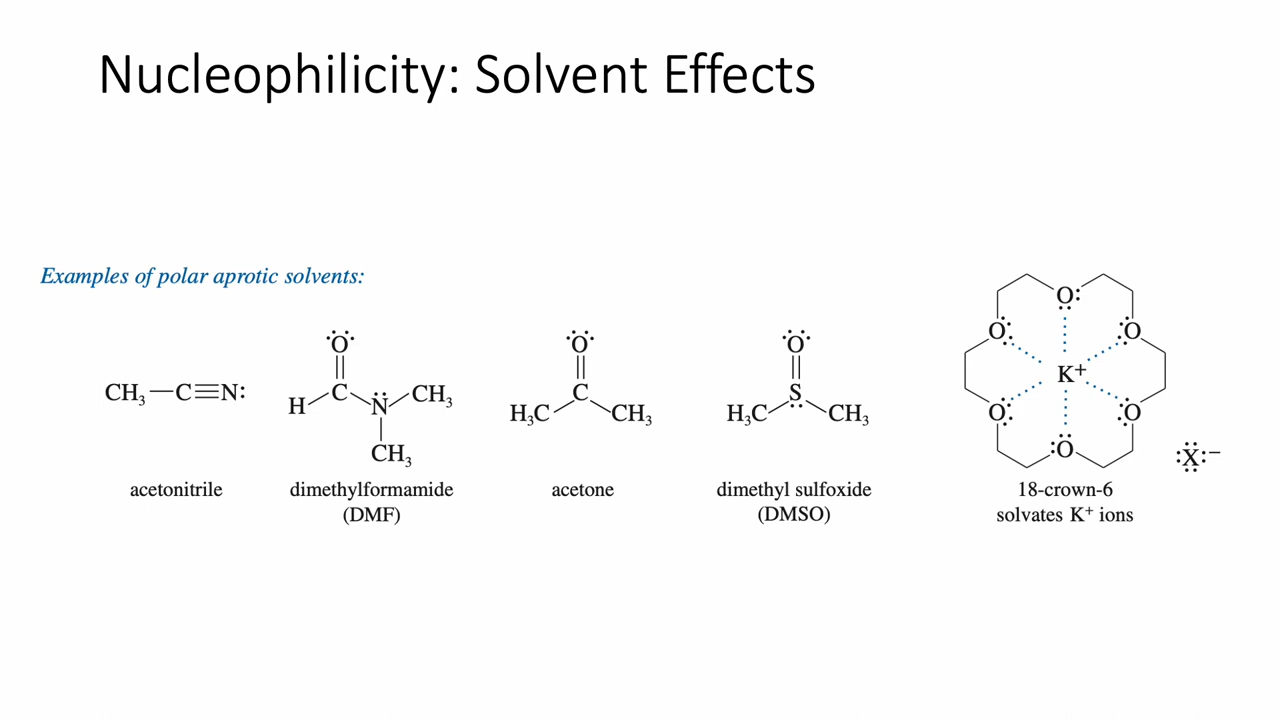 Nucleophilicity: Solvent Effects
Examples of polar aprotic solvents:
CH₃—C≡N:
O
C
H
N
CH₃
CH₃
O
C
H₃C
CH₃
O
S
H₃C
CH₃
O
O
O
K⁺
O
O
O
:X:⁻
acetonitrile
dimethylformamide
(DMF)
acetone
dimethyl sulfoxide
(DMSO)
18-crown-6
solvates K⁺ ions